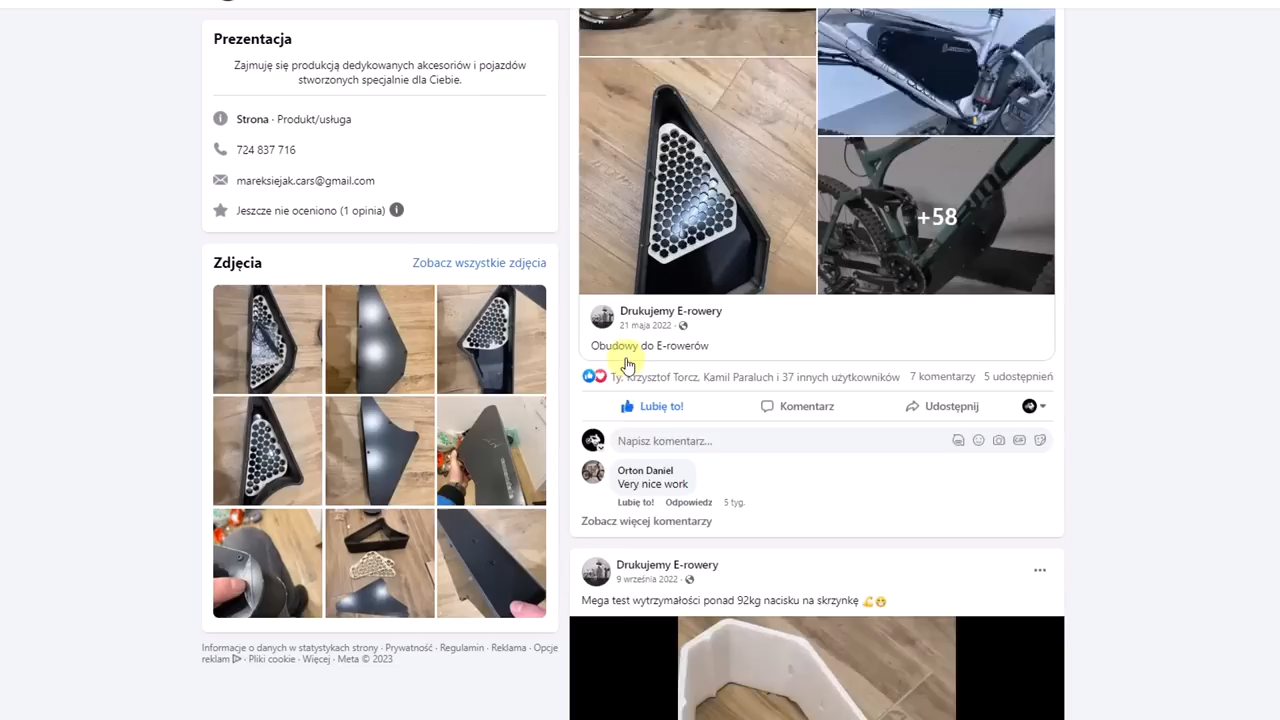 Prezentacja
Zajmuję się produkcją dedykowanych akcesoriów i pojazdów
stworzonych specjalnie dla Ciebie.
Strona · Produkt/usługa
724 837 716
mareksiejak.cars@gmail.com
Jeszcze nie oceniono (1 opinia)
Zdjęcia
Zobacz wszystkie zdjęcia
Informacje o danych w statystykach strony · Prywatność · Regulamin · Reklama · Opcje
reklam · Pliki cookie · Więcej · Meta © 2023
+58
Drukujemy E-rowery
21 maja 2022 ·
Obudowy do E-rowerów
Ty, Krzysztof Torcz, Kamil Paraluch i 37 innych użytkowników
7 komentarzy
5 udostępnień
Lubię to!
Komentarz
Udostępnij
Napisz komentarz...
Orton Daniel
Very nice work
Lubię to! Odpowiedz 5 tyg.
Zobacz więcej komentarzy
Drukujemy E-rowery
9 września 2022 ·
Mega test wytrzymałości ponad 92kg nacisku na skrzynkę 💪😁